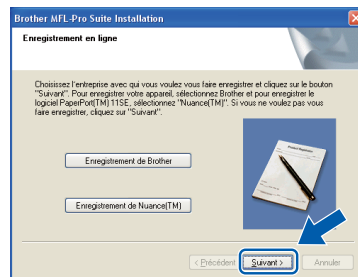 Brother MFL-Pro Suite Installation
Enregistrement en ligne
Choisissez l'entreprise avec qui vous voulez vous faire enregistrer et cliquez sur le bouton
"Suivant". Pour enregistrer votre appareil, sélectionnez Brother et pour enregistrer le
logiciel PaperPort(TM) 11SE, sélectionnez "Nuance(TM)". Si vous ne voulez pas vous
faire enregistrer, cliquez sur "Suivant".
Enregistrement de Brother
Enregistrement de Nuance(TM)
< Précédent Suivant > Annuler